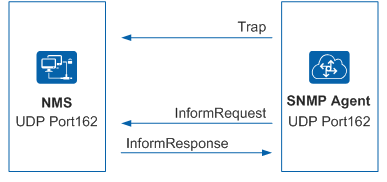 Trap
NMS
UDP Port162
SNMP Agent
UDP Port162
InformRequest
InformResponse